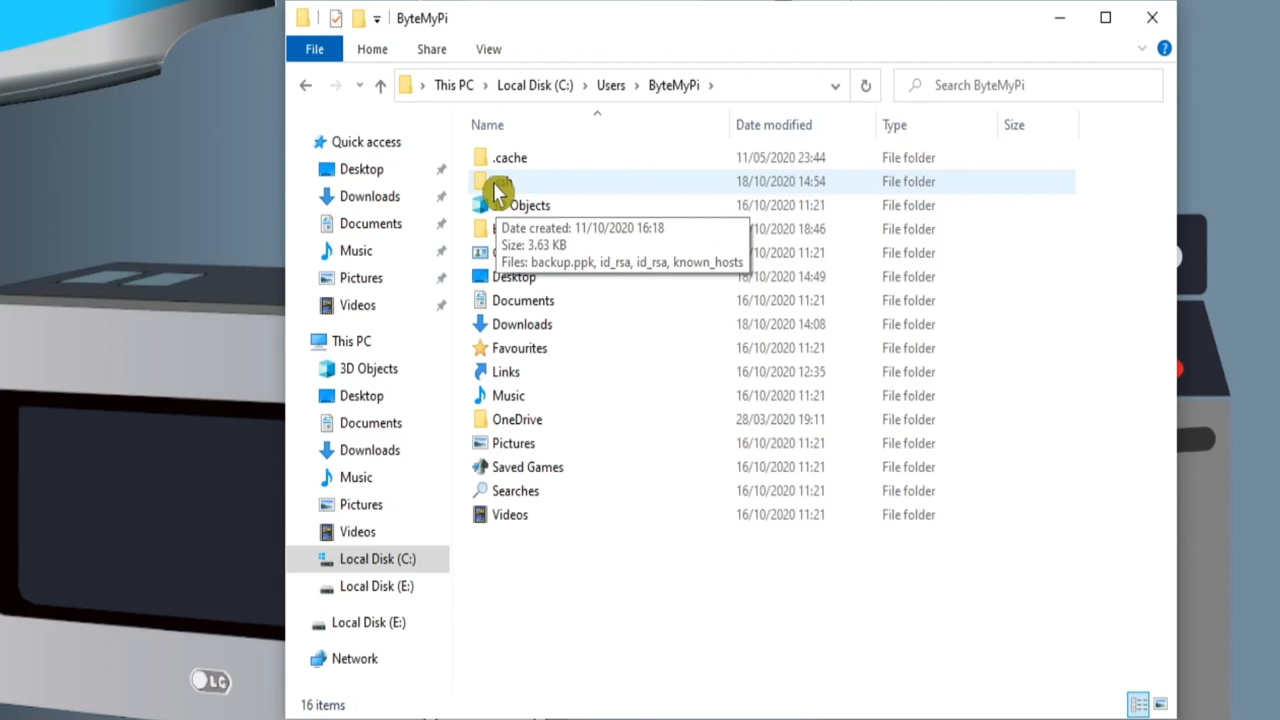 ByteMyPi
File Home Share View
This PC Local Disk (C:) Users ByteMyPi
Search ByteMyPi
Name Date modified Type Size
Quick access
Desktop
Downloads
Documents
Music
Pictures
Videos
This PC
3D Objects
Desktop
Documents
Downloads
Music
Pictures
Videos
Local Disk (C:)
Local Disk (E:)
Local Disk (E:)
Network
.cache 11/05/2020 23:44 File folder
18/10/2020 14:54 File folder
Objects 16/10/2020 11:21 File folder
18:46 File folder
11:21 File folder
Desktop 14:49 File folder
Documents 16/10/2020 11:21 File folder
Downloads 18/10/2020 14:08 File folder
Favourites 16/10/2020 11:21 File folder
Links 16/10/2020 12:35 File folder
Music 16/10/2020 11:21 File folder
OneDrive 28/03/2020 19:11 File folder
Pictures 16/10/2020 11:21 File folder
Saved Games 16/10/2020 11:21 File folder
Searches 16/10/2020 11:21 File folder
Videos 16/10/2020 11:21 File folder
Date created: 11/10/2020 16:18
Size: 3.63 KB
Files: backup.ppk, id_rsa, id_rsa, known_hosts
16 items
LG